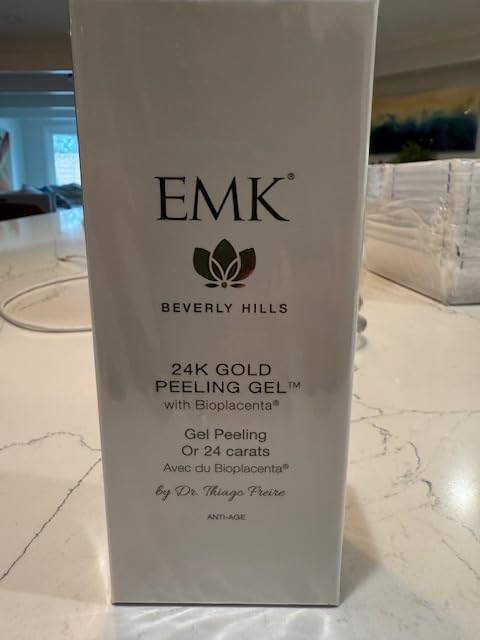 EMK®
BEVERLY HILLS
24K GOLD
PEELING GEL™
with Bioplacenta®
Gel Peeling
Or 24 carats
Avec du Bioplacenta®
by Dr. Thiago Freire
ANTI-AGE